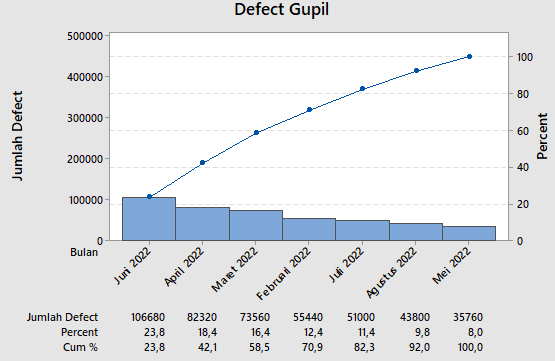 Defect Gupil
500000
400000
300000
200000
100000
0
Jumlah Defect
100
80
60
40
20
0
Percent
Bulan
Juni 2022
April 2022
Maret 2022
Februari 2022
Juli 2022
Agustus 2022
Mei 2022
Jumlah Defect 106680 82320 73560 55440 51000 43800 35760
Percent 23,8 18,4 16,4 12,4 11,4 9,8 8,0
Cum % 23,8 42,1 58,5 70,9 82,3 92,0 100,0